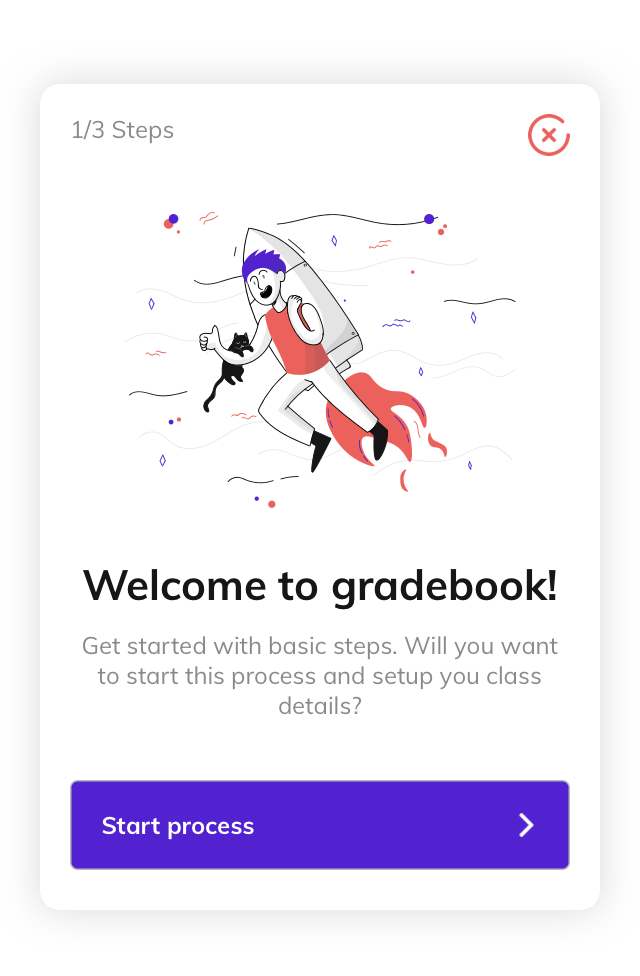 1/3 Steps
Welcome to gradebook!
Get started with basic steps. Will you want
to start this process and setup you class
details?
Start process